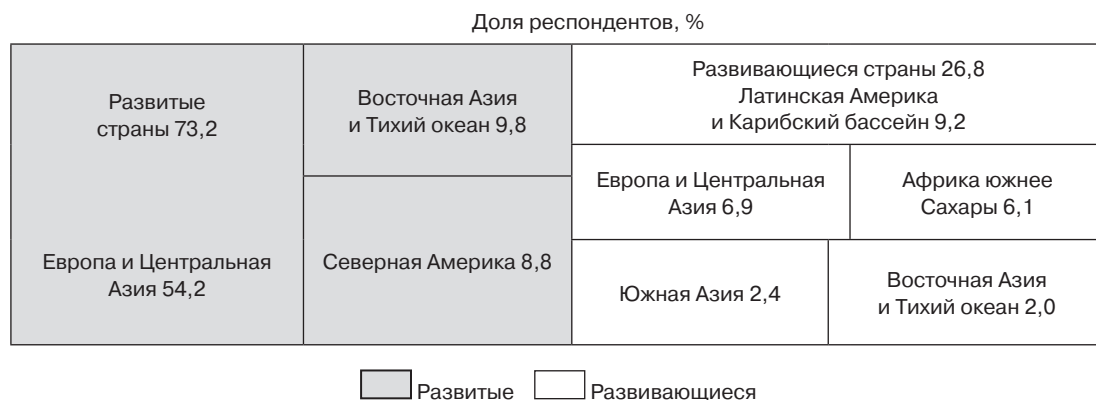 Доля респондентов, %
Развитые
страны 73,2
Европа и Центральная
Азия 54,2
Восточная Азия
и Тихий океан 9,8
Северная Америка 8,8
Развивающиеся страны 26,8
Латинская Америка
и Карибский бассейн 9,2
Европа и Центральная
Азия 6,9
Африка южнее
Сахары 6,1
Южная Азия 2,4
Восточная Азия
и Тихий океан 2,0
Развитые
Развивающиеся